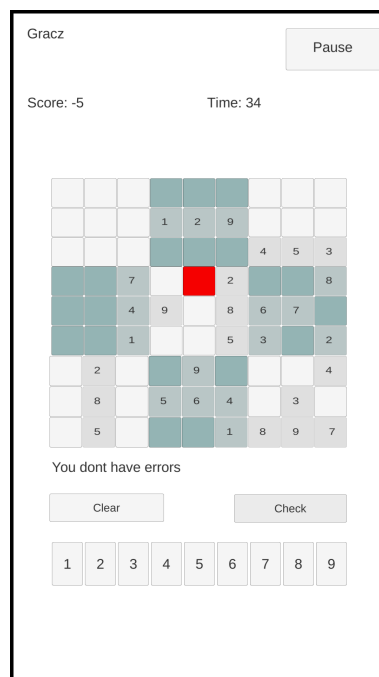 Gracz
Pause
Score: -5 Time: 34
1 2 9
4 5 3
7 2 8
4 9 8 6 7
1 5 3 2
2 9 4
8 5 6 4 3
5 1 8 9 7
You dont have errors
Clear Check
1 2 3 4 5 6 7 8 9